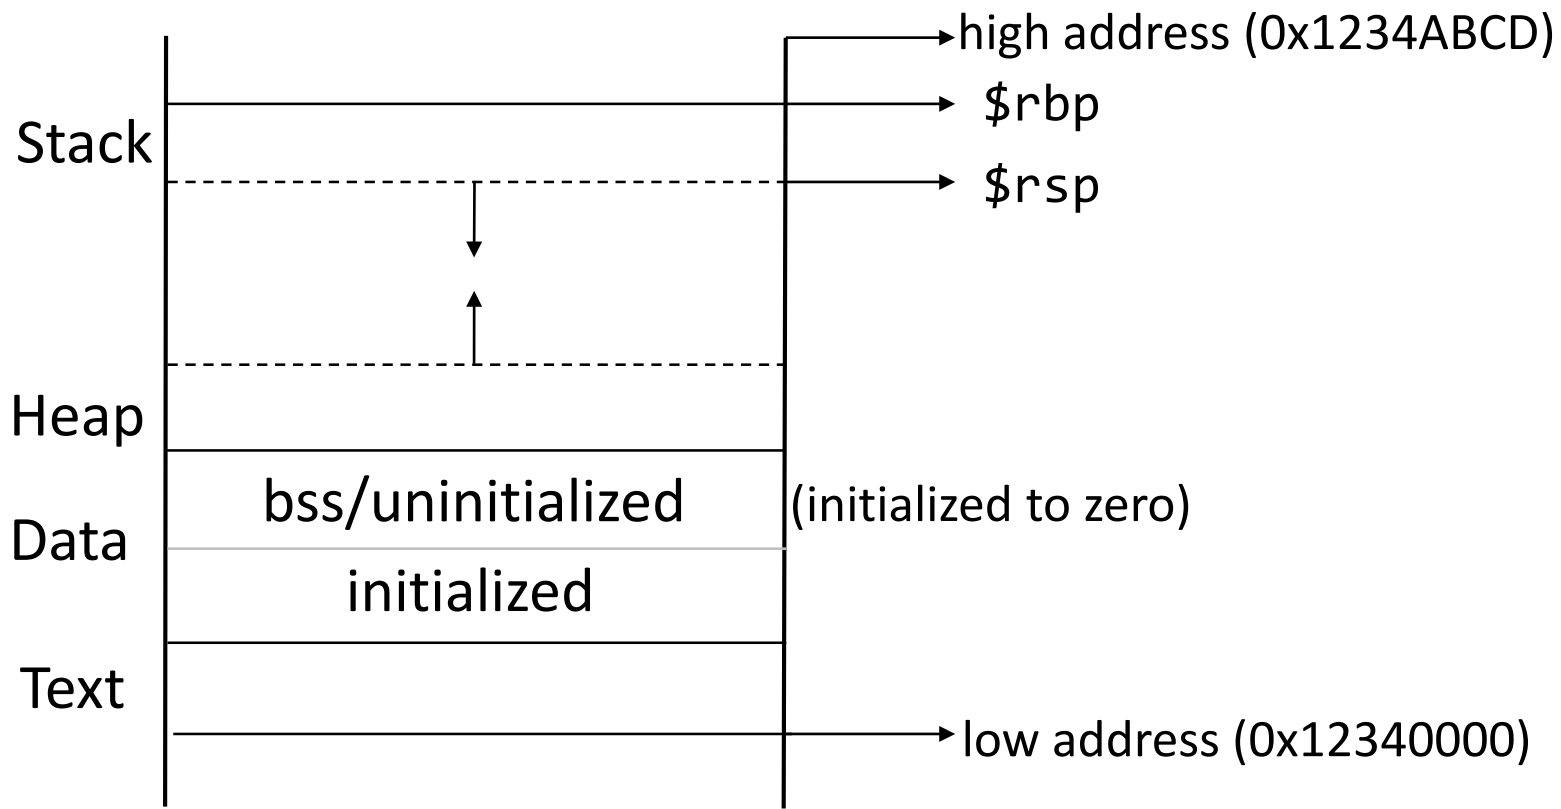 high address (0x1234ABCD)
$rbp
Stack
$rsp
Heap
bss/uninitialized
(initialized to zero)
Data
initialized
Text
low address (0x12340000)